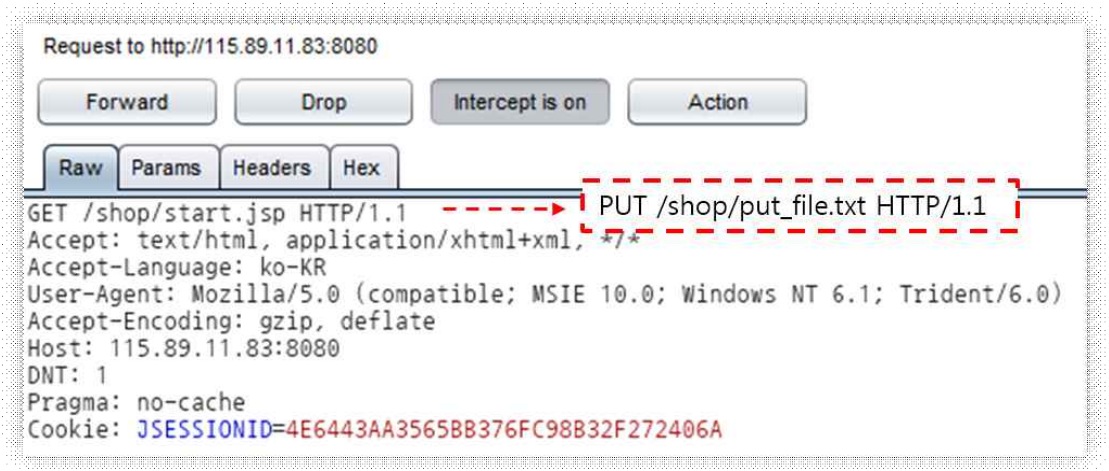 Request to http://115.89.11.83:8080
Forward Drop Intercept is on Action
Raw Params Headers Hex
GET /shop/start.jsp HTTP/1.1 PUT /shop/put_file.txt HTTP/1.1
Accept: text/html, application/xhtml+xml, */*
Accept-Language: ko-KR
User-Agent: Mozilla/5.0 (compatible; MSIE 10.0; Windows NT 6.1; Trident/6.0)
Accept-Encoding: gzip, deflate
Host: 115.89.11.83:8080
DNT: 1
Pragma: no-cache
Cookie: JSESSIONID=4E6443AA3565BB376FC98B32F272406A